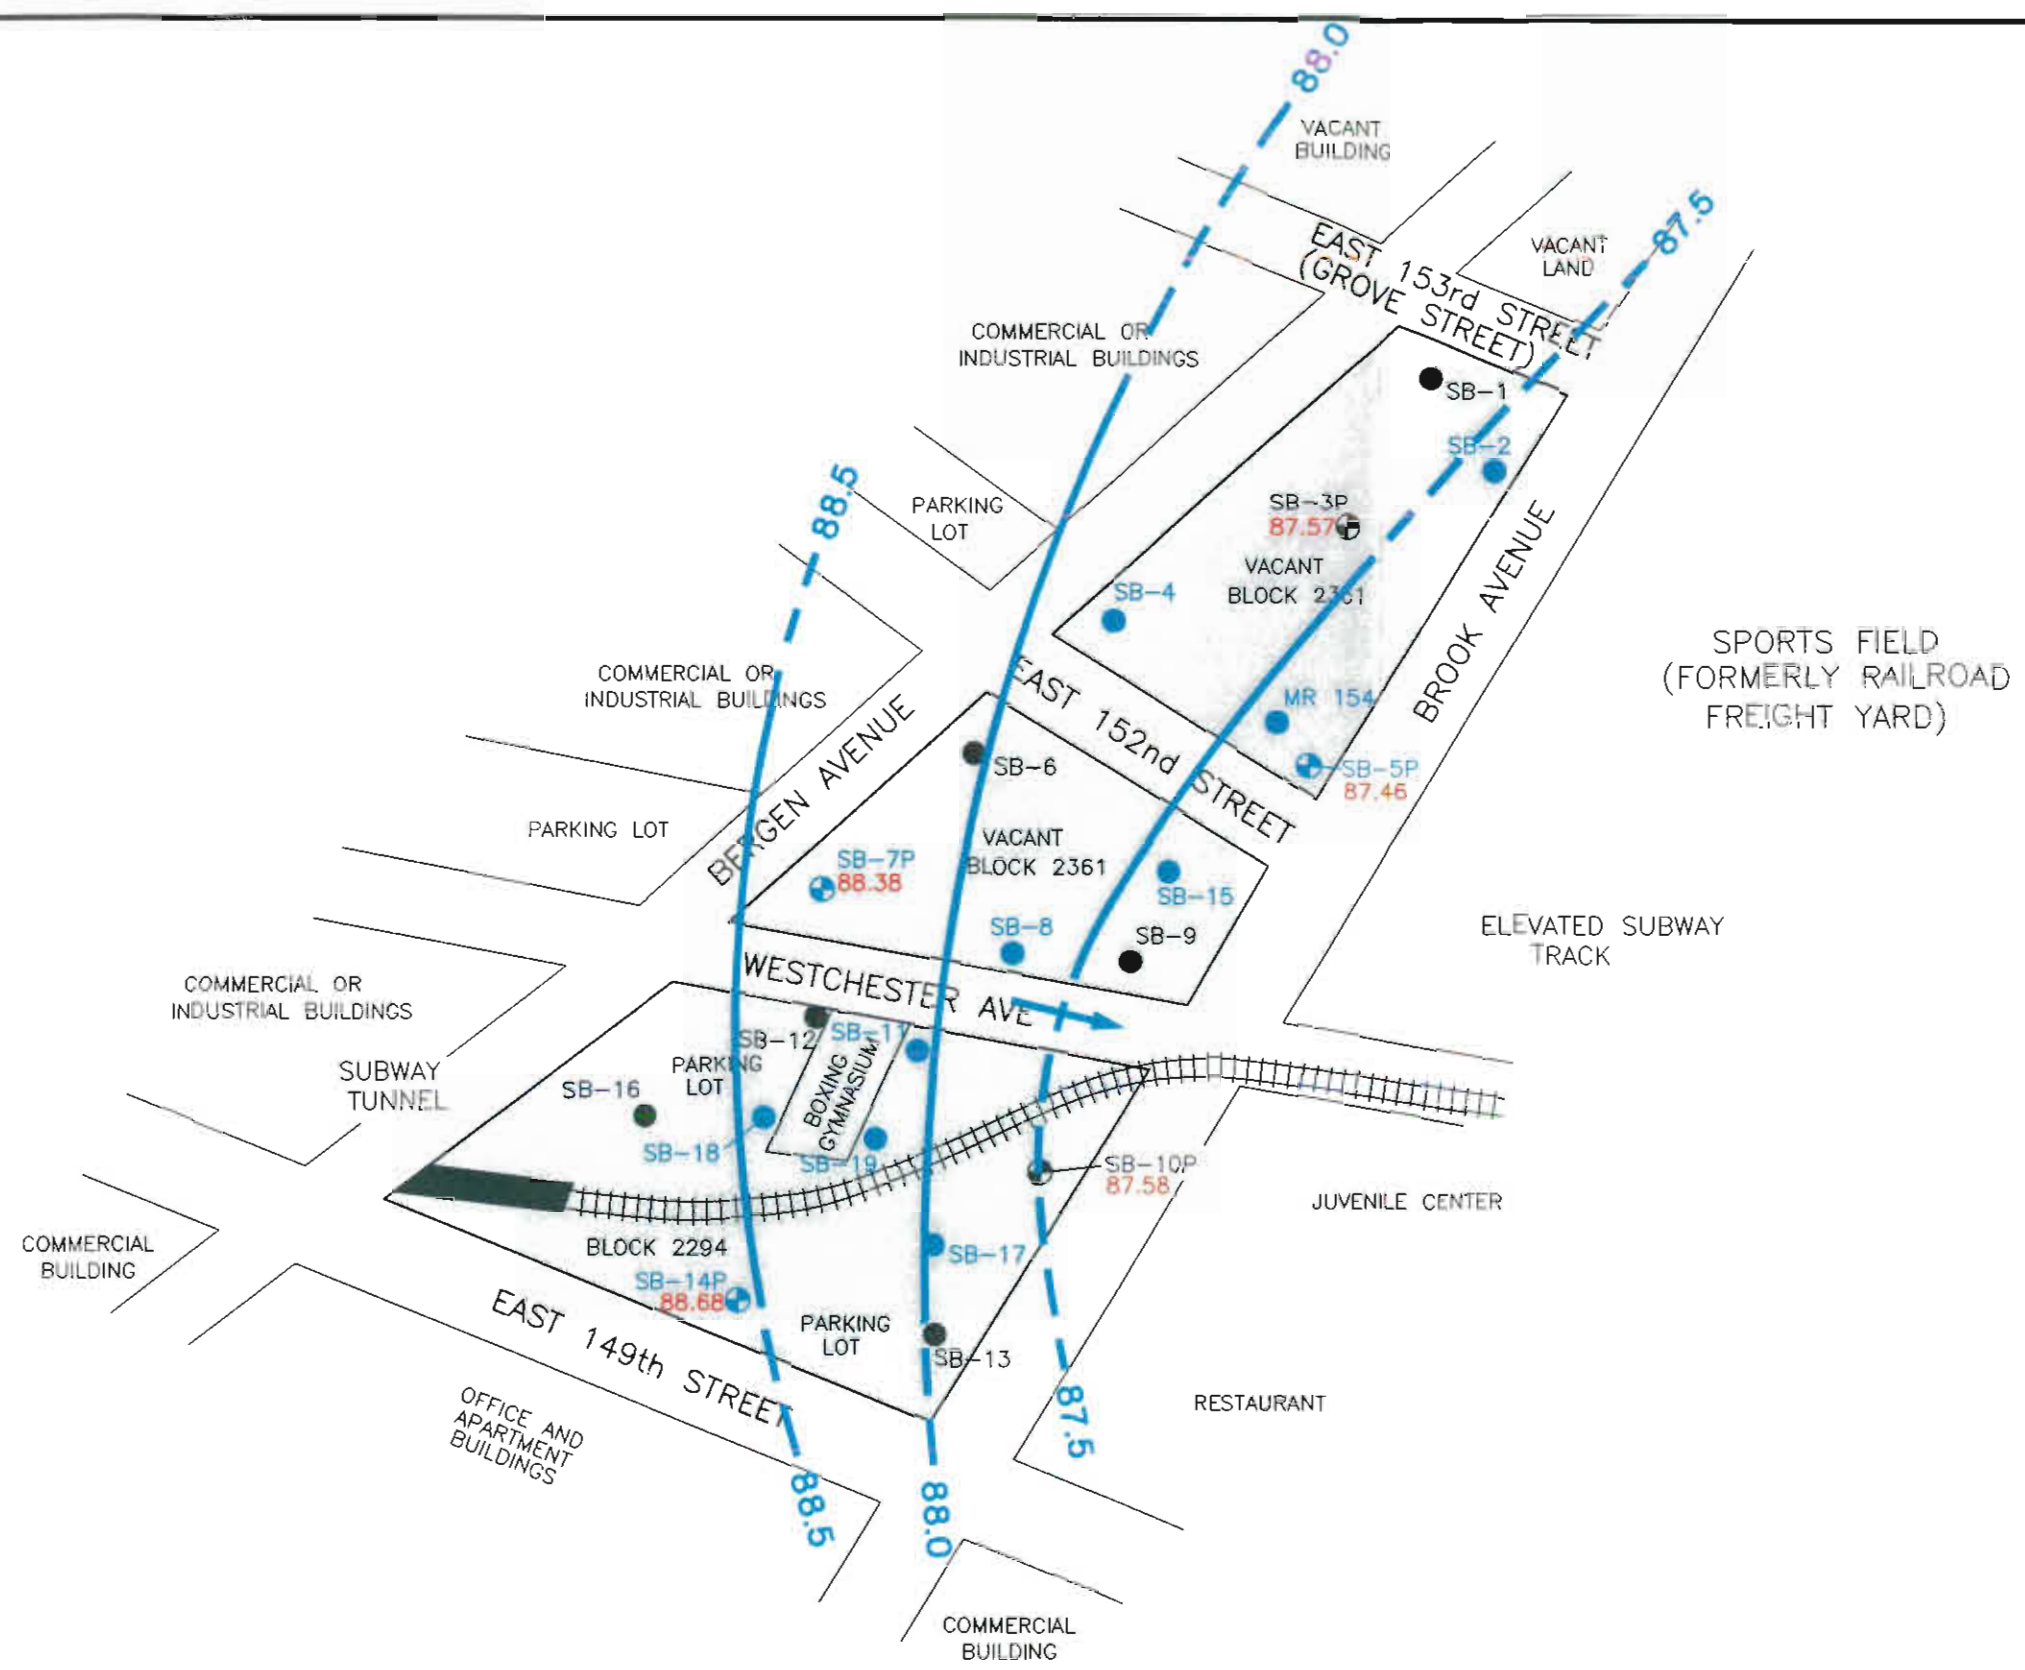 88.0
VACANT
BUILDING
87.5
EAST 153rd STREET
(GROVE STREET)
VACANT
LAND
COMMERCIAL OR
INDUSTRIAL BUILDINGS
SB-1
SB-2
88.5
PARKING
LOT
SB-3P
87.57
VACANT
BLOCK 2361
SB-4
BROOK AVENUE
SPORTS FIELD
(FORMERLY RAILROAD
FREIGHT YARD)
COMMERCIAL OR
INDUSTRIAL BUILDINGS
EAST 152nd STREET
MR 154
SB-5P
87.46
BERGEN AVENUE
SB-6
PARKING LOT
VACANT
BLOCK 2361
SB-7P
88.38
SB-15
SB-8
SB-9
ELEVATED SUBWAY
TRACK
WESTCHESTER AVE
COMMERCIAL OR
INDUSTRIAL BUILDINGS
SB-12
SB-11
BOXING
GYMNASIUM
PARKING
LOT
SUBWAY
TUNNEL
SB-16
SB-18
SB-19
SB-10P
87.58
JUVENILE CENTER
COMMERCIAL
BUILDING
BLOCK 2294
SB-17
SB-14P
88.68
EAST 149th STREET
PARKING
LOT
SB-13
OFFICE AND
APARTMENT
BUILDINGS
RESTAURANT
87.5
88.5
88.0
COMMERCIAL
BUILDING